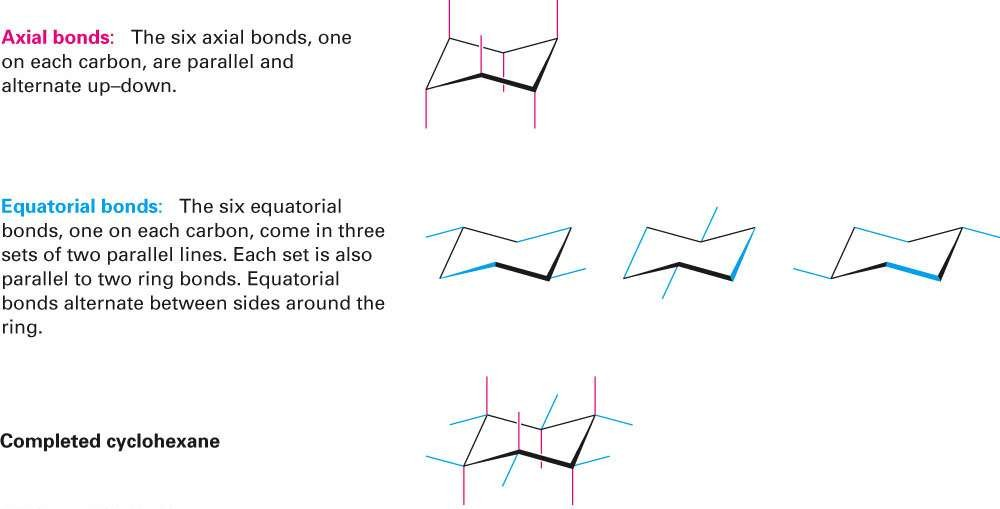 Axial bonds: The six axial bonds, one
on each carbon, are parallel and
alternate up–down.
Equatorial bonds: The six equatorial
bonds, one on each carbon, come in three
sets of two parallel lines. Each set is also
parallel to two ring bonds. Equatorial
bonds alternate between sides around the
ring.
Completed cyclohexane